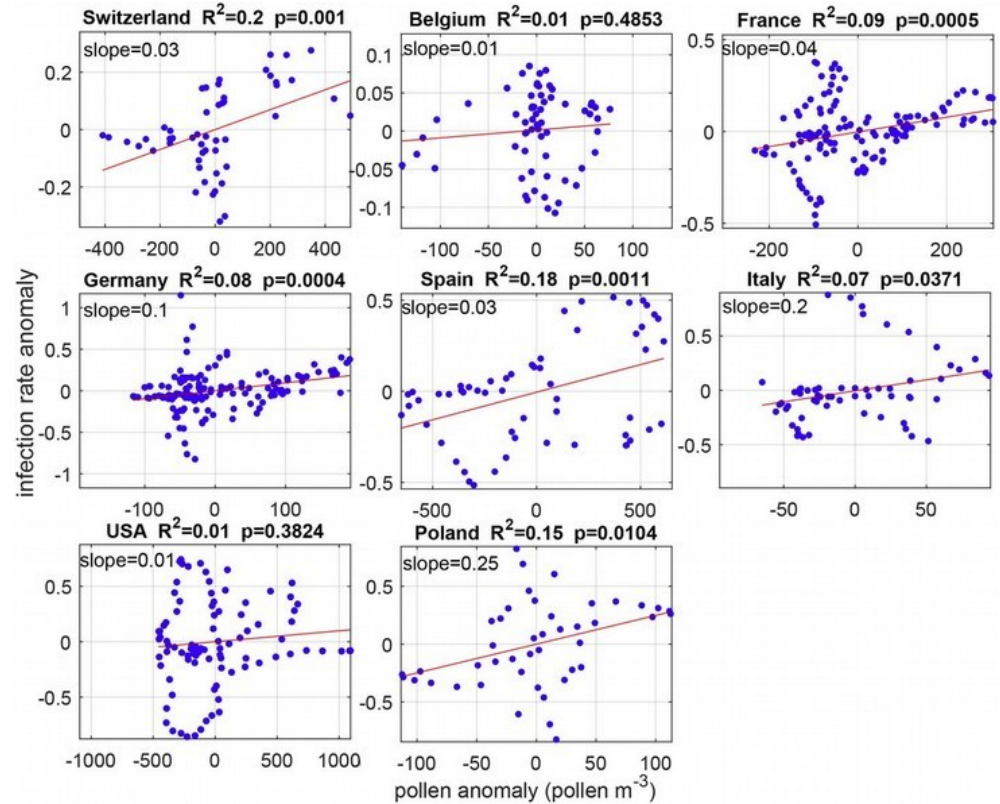 Switzerland R²=0.2 p=0.001
slope=0.03
0.2
0
-0.2
-400 -200 0 200 400
Belgium R²=0.01 p=0.4853
slope=0.01
0.1
0.05
0
-0.05
-0.1
-100 -50 0 50 100
France R²=0.09 p=0.0005
0.5
slope=0.04
0
-0.5
-200 0 200
infection rate anomaly
Germany R²=0.08 p=0.0004
slope=0.1
1
0.5
0
-0.5
-1
-100 0 100
Spain R²=0.18 p=0.0011
0.5
slope=0.03
0
-0.5
-500 0 500
Italy R²=0.07 p=0.0371
slope=0.2
0.5
0
-0.5
-50 0 50
USA R²=0.01 p=0.3824
slope=0.01
0.5
0
-0.5
-1000 -500 0 500 1000
Poland R²=0.15 p=0.0104
slope=0.25
0.5
0
-0.5
-100 -50 0 50 100
pollen anomaly (pollen m⁻³)